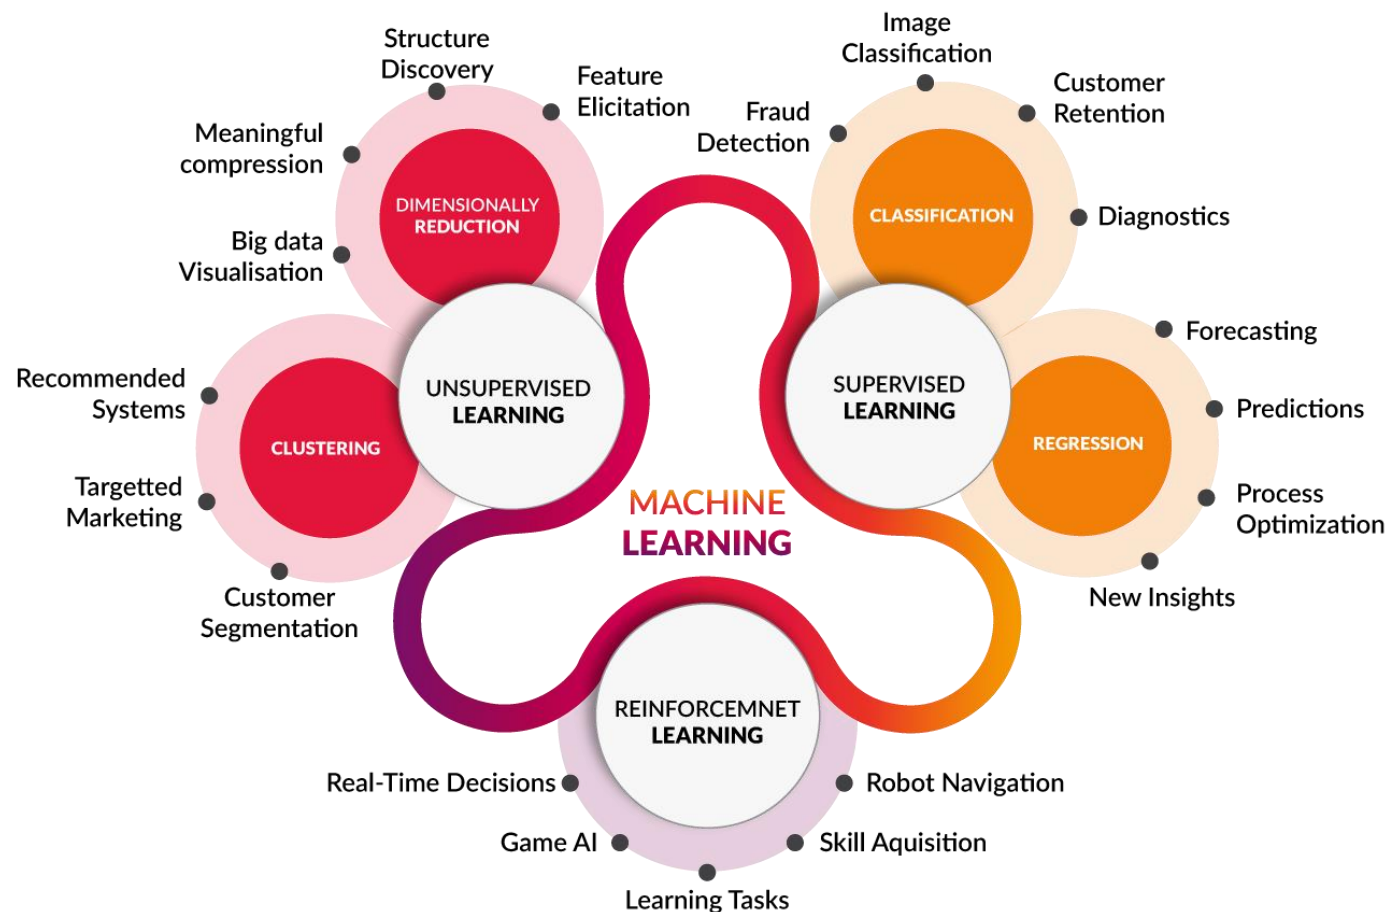 Structure
Discovery
Feature
Elicitation
Meaningful
compression
Big data
Visualisation
DIMENSIONALLY
REDUCTION
Recommended
Systems
Targetted
Marketing
Customer
Segmentation
CLUSTERING
UNSUPERVISED
LEARNING
Image
Classification
Fraud
Detection
Customer
Retention
Diagnostics
CLASSIFICATION
SUPERVISED
LEARNING
Forecasting
Predictions
Process
Optimization
New Insights
REGRESSION
MACHINE
LEARNING
REINFORCEMNET
LEARNING
Real-Time Decisions
Game AI
Learning Tasks
Skill Aquisition
Robot Navigation